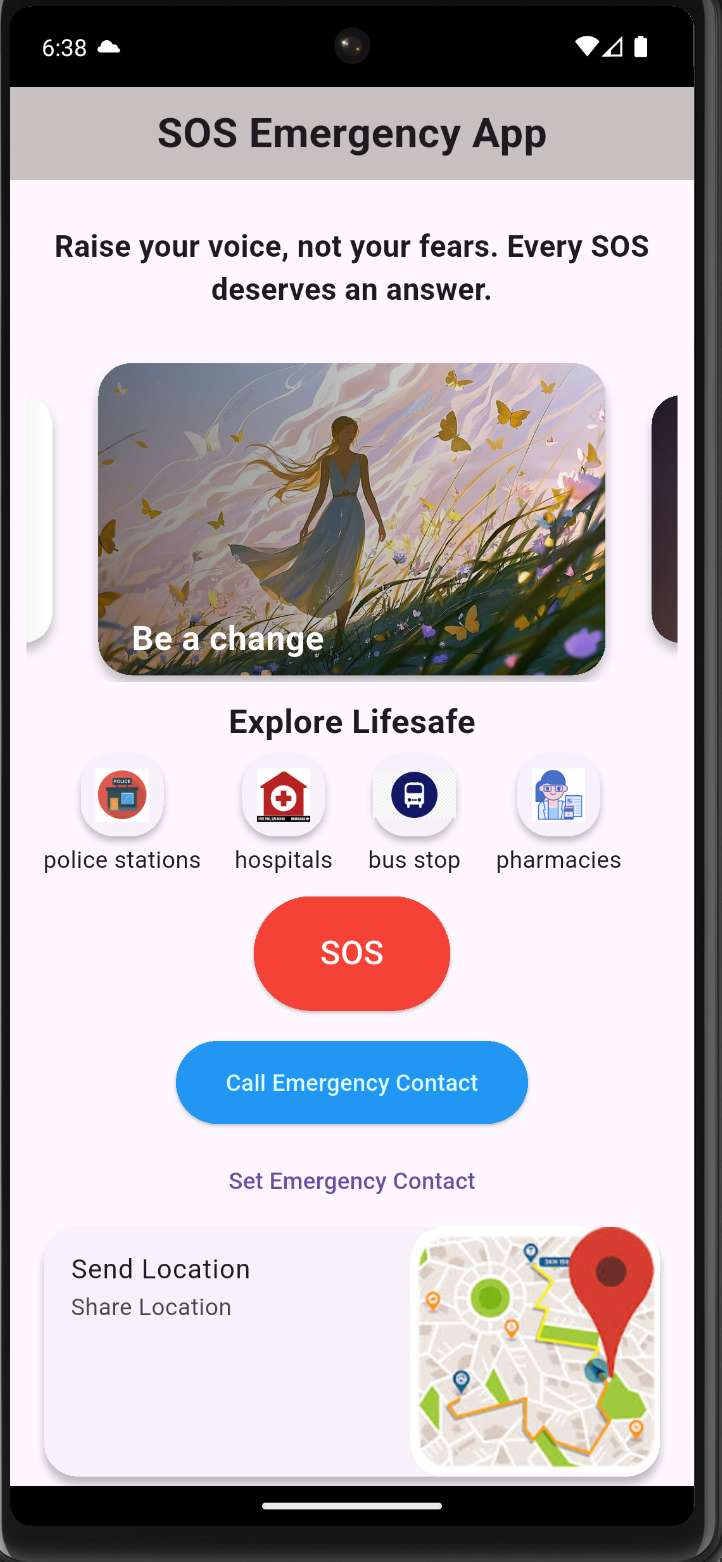 6:38
SOS Emergency App
Raise your voice, not your fears. Every SOS
deserves an answer.
Be a change
Explore Lifesafe
POLICE
police stations
hospitals
bus stop
pharmacies
SOS
Call Emergency Contact
Set Emergency Contact
Send Location
Share Location